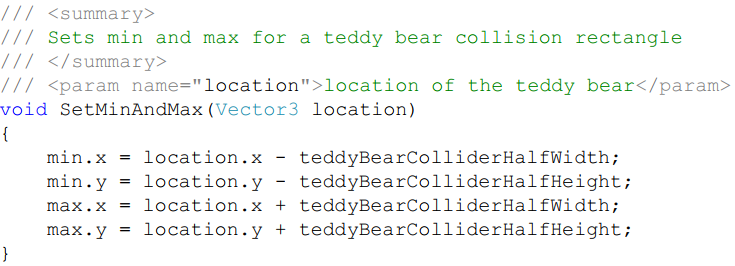 /// <summary>
/// Sets min and max for a teddy bear collision rectangle
/// </summary>
/// <param name="location">location of the teddy bear</param>
void SetMinAndMax(Vector3 location)
{
    min.x = location.x - teddyBearColliderHalfWidth;
    min.y = location.y - teddyBearColliderHalfHeight;
    max.x = location.x + teddyBearColliderHalfWidth;
    max.y = location.y + teddyBearColliderHalfHeight;
}